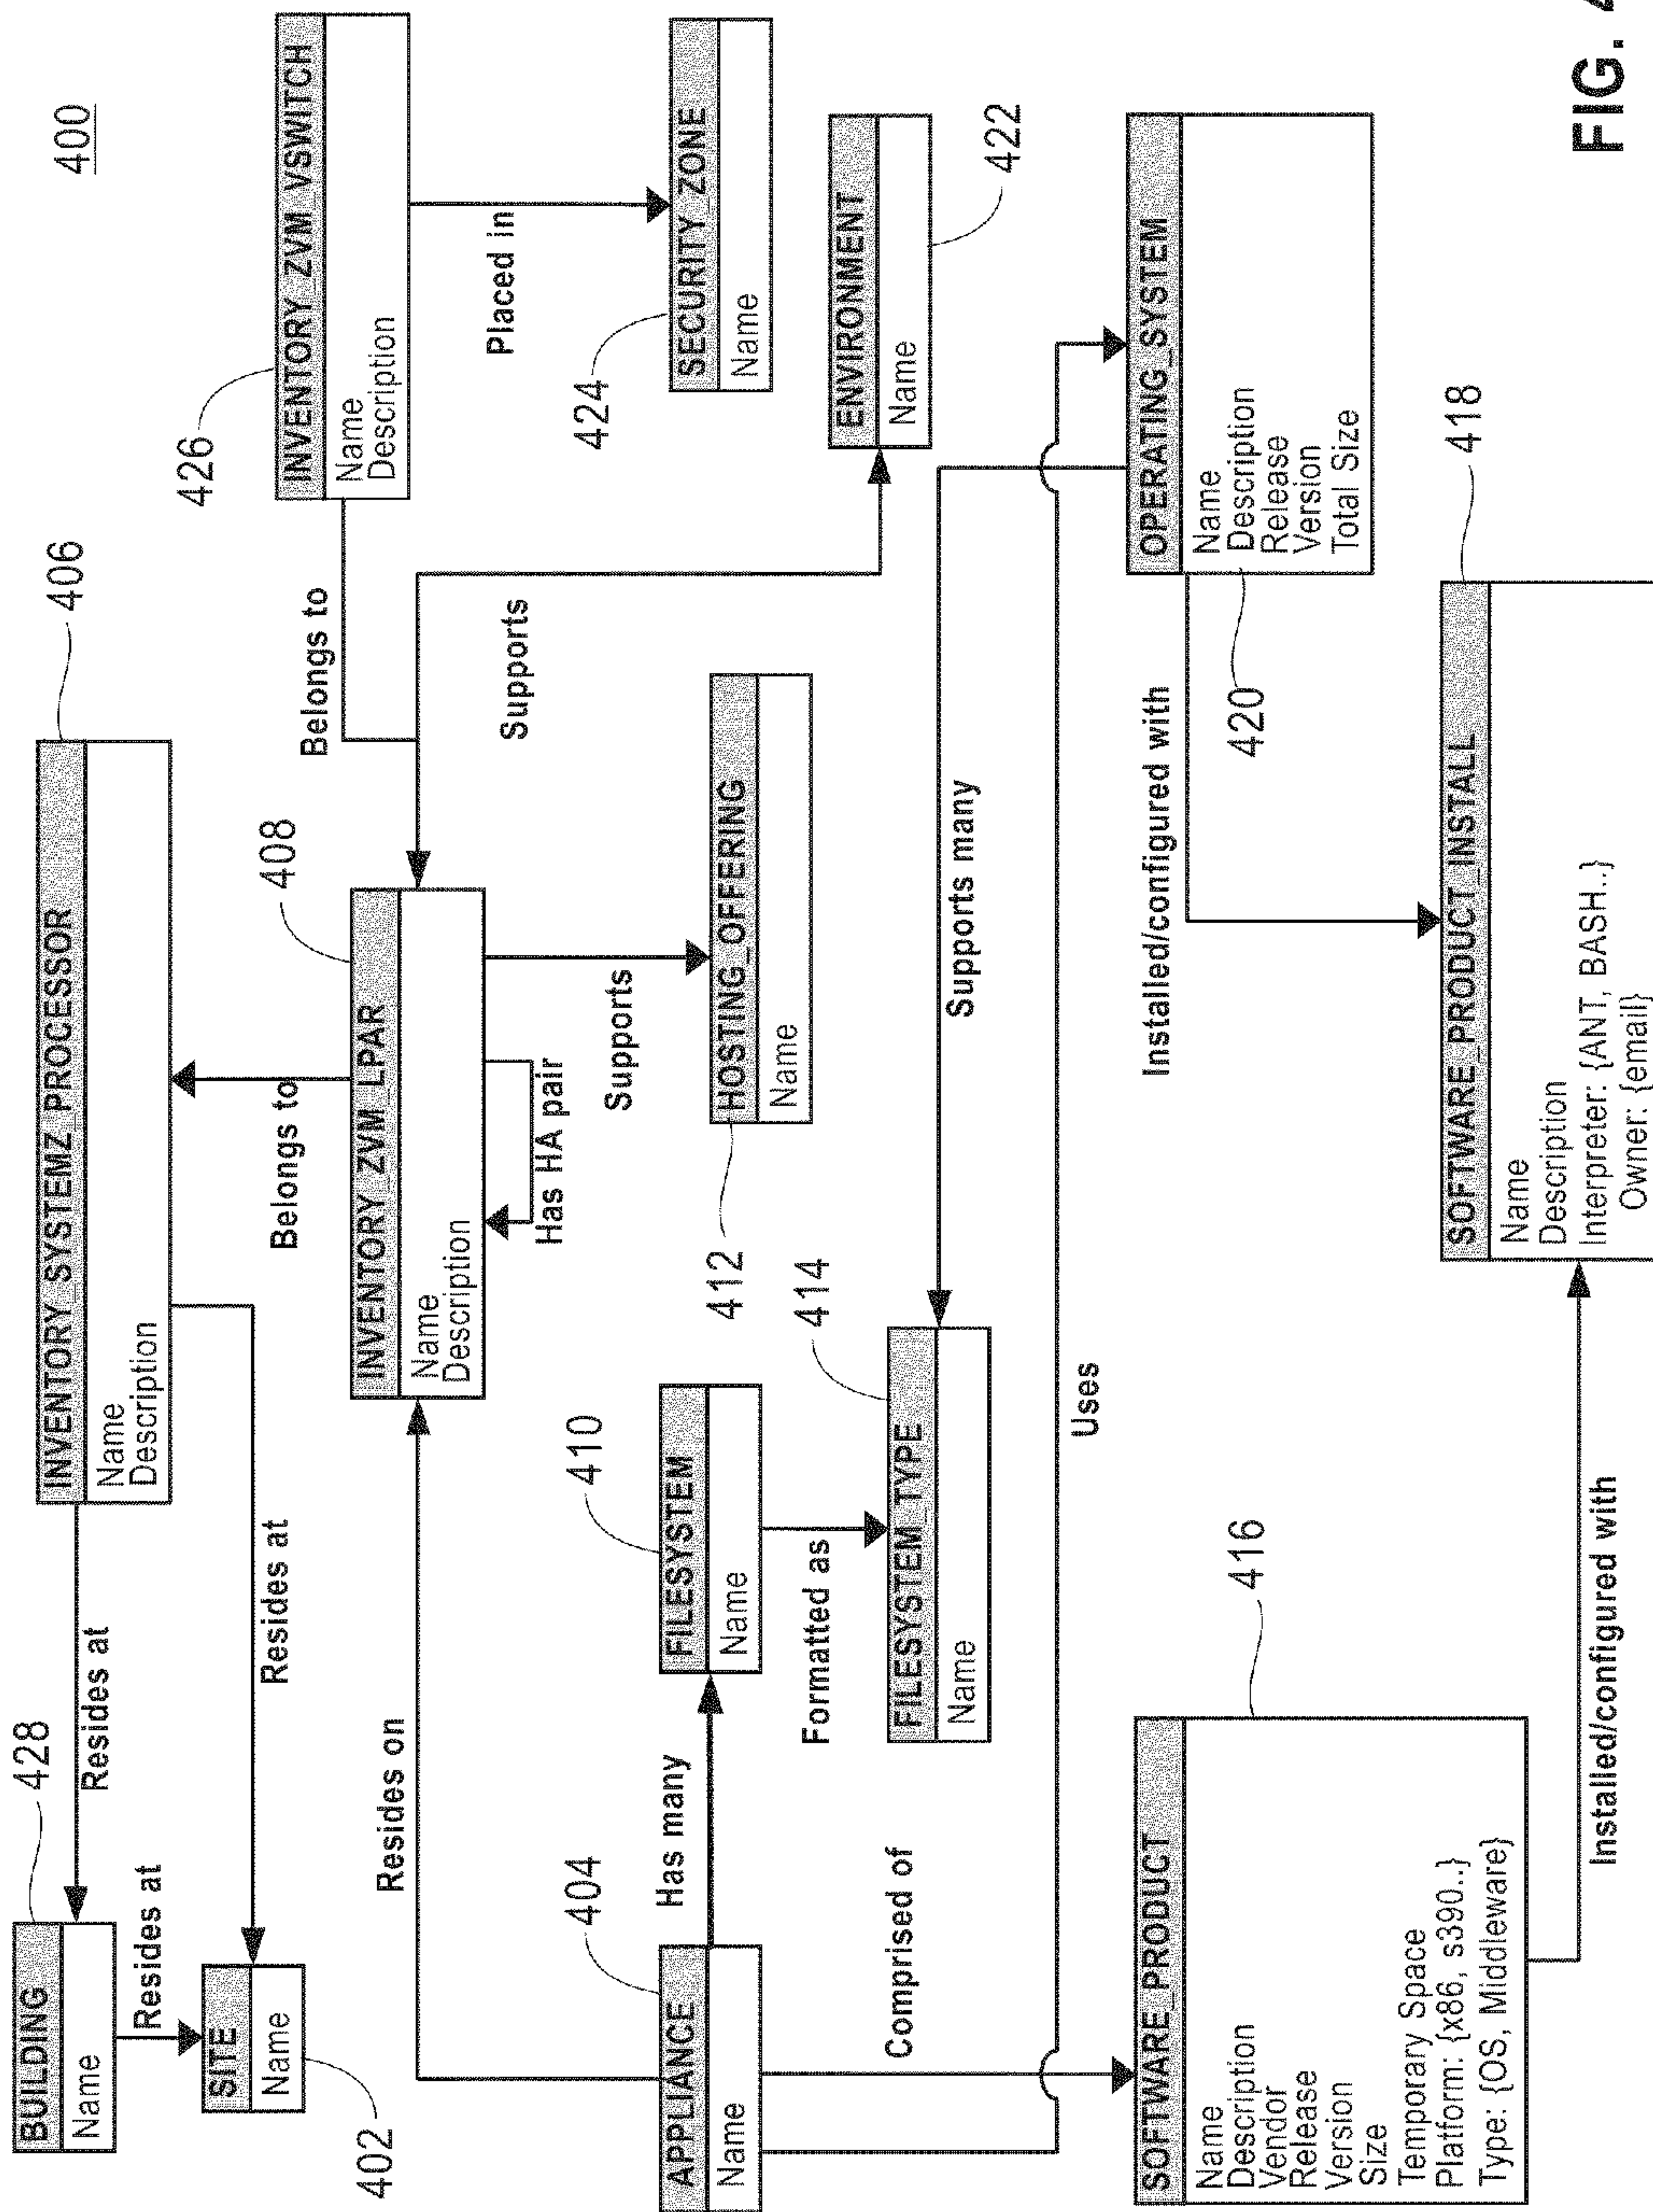 400
BUILDING
Name
428
Resides at
SITE
Name
402
Resides at
Resides at
INVENTORY_SYSTEMZ_PROCESSOR
Name
Description
406
Belongs to
INVENTORY_ZVM_LPAR
Name
Description
408
Has HA pair
Resides on
Belongs to
INVENTORY_ZVM_VSWITCH
Name
Description
426
Placed in
SECURITY_ZONE
Name
424
Supports
ENVIRONMENT
Name
422
Supports
HOSTING_OFFERING
Name
412
APPLIANCE
Name
404
Has many
FILESYSTEM
Name
410
Formatted as
FILESYSTEM_TYPE
Name
414
Supports many
Uses
Comprised of
OPERATING_SYSTEM
Name
Description
Release
Version
Total Size
420
Installed/configured with
SOFTWARE_PRODUCT
Name
Description
Vendor
Release
Version
Size
Temporary Space
Platform: {x86, s390..}
Type: {OS, Middleware}
416
Installed/configured with
SOFTWARE_PRODUCT_INSTALL
Name
Description
Interpreter: {ANT, BASH..}
Owner: {email}
418
FIG. 4